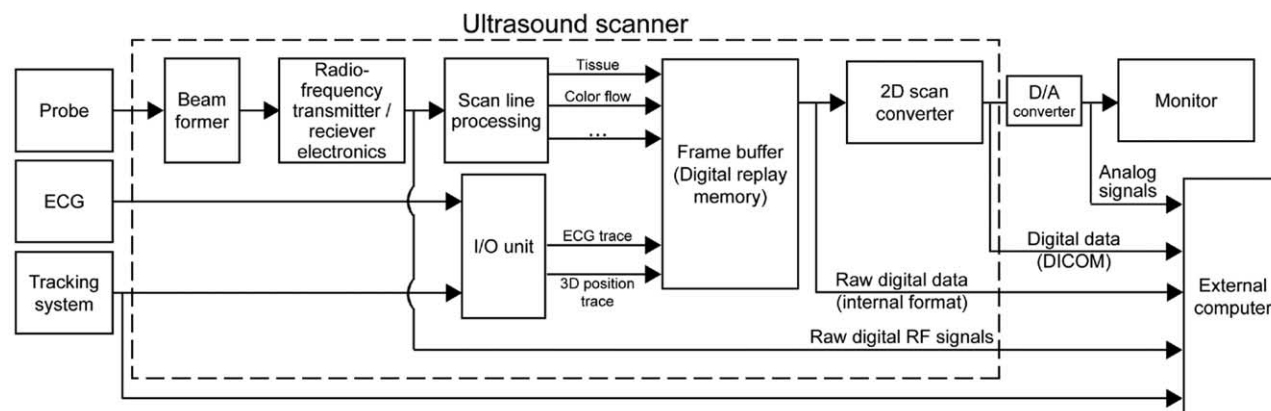 Ultrasound scanner
Probe
Beam
former
Radio-
frequency
transmitter /
reciever
electronics
Scan line
processing
Tissue
Color flow
...
Frame buffer
(Digital replay
memory)
2D scan
converter
D/A
converter
Monitor
ECG
I/O unit
ECG trace
3D position
trace
Tracking
system
Analog
signals
Digital data
(DICOM)
Raw digital data
(internal format)
Raw digital RF signals
External
computer